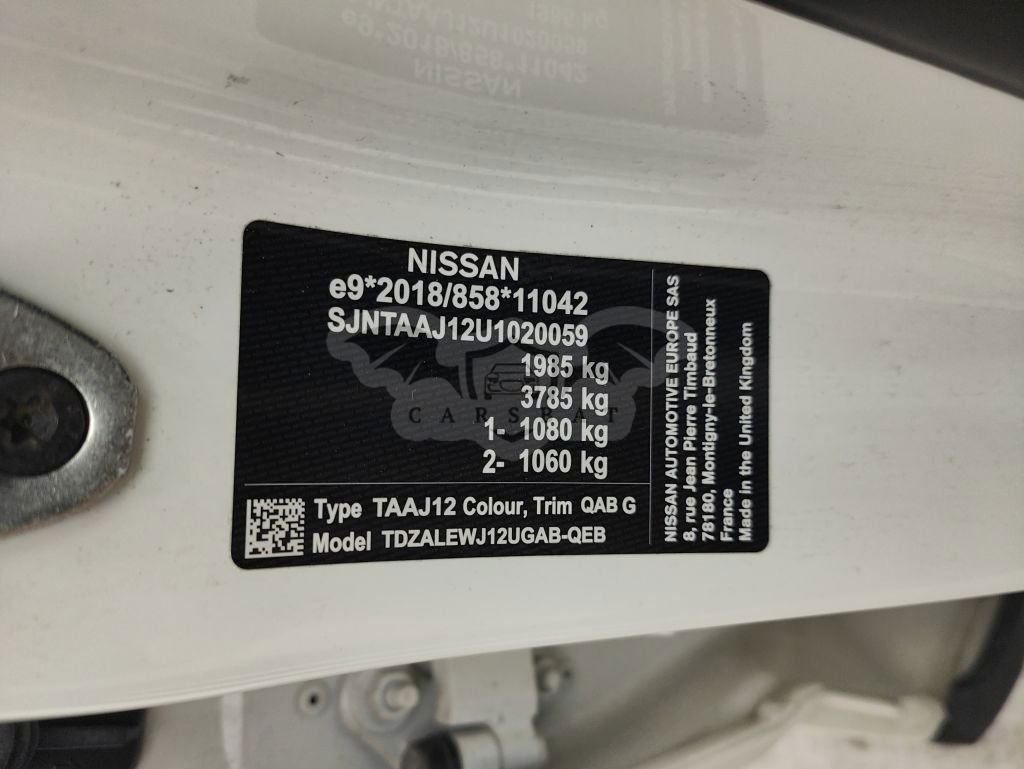 NISSAN
e9*2018/858*11042
SJNTAAJ12U1020059
1985 kg
3785 kg
1- 1080 kg
2- 1060 kg
CARSBAT
Type TAAJ12 Colour, Trim QAB G
Model TDZALEWJ12UGAB-QEB
NISSAN AUTOMOTIVE EUROPE SAS
8, rue Jean Pierre Timbaud
78180, Montigny-le-Bretonneux
France
Made in the United Kingdom